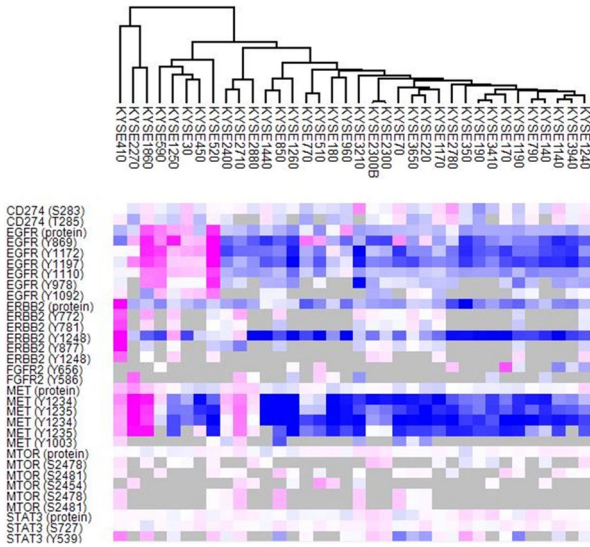 KYSE410
KYSE2270
KYSE1860
KYSE590
KYSE1250
KYSE30
KYSE450
KYSE520
KYSE2400
KYSE2710
KYSE2880
KYSE1440
KYSE850
KYSE1260
KYSE770
KYSE510
KYSE180
KYSE960
KYSE3210
KYSE2300B
KYSE2300
KYSE70
KYSE3650
KYSE220
KYSE1170
KYSE2780
KYSE350
KYSE190
KYSE3410
KYSE170
KYSE1190
KYSE790
KYSE140
KYSE1140
KYSE3940
KYSE1240
CD274 (S283)
CD274 (T285)
EGFR (protein)
EGFR (Y869)
EGFR (Y1172)
EGFR (Y1197)
EGFR (Y1110)
EGFR (Y978)
EGFR (Y1092)
ERBB2 (protein)
ERBB2 (Y772)
ERBB2 (Y781)
ERBB2 (Y1248)
ERBB2 (Y877)
ERBB2 (Y1248)
FGFR2 (Y656)
FGFR2 (Y586)
MET (protein)
MET (Y1234)
MET (Y1235)
MET (Y1234)
MET (Y1235)
MET (Y1003)
MTOR (protein)
MTOR (S2478)
MTOR (S2481)
MTOR (S2454)
MTOR (S2478)
MTOR (S2481)
STAT3 (protein)
STAT3 (S727)
STAT3 (Y539)